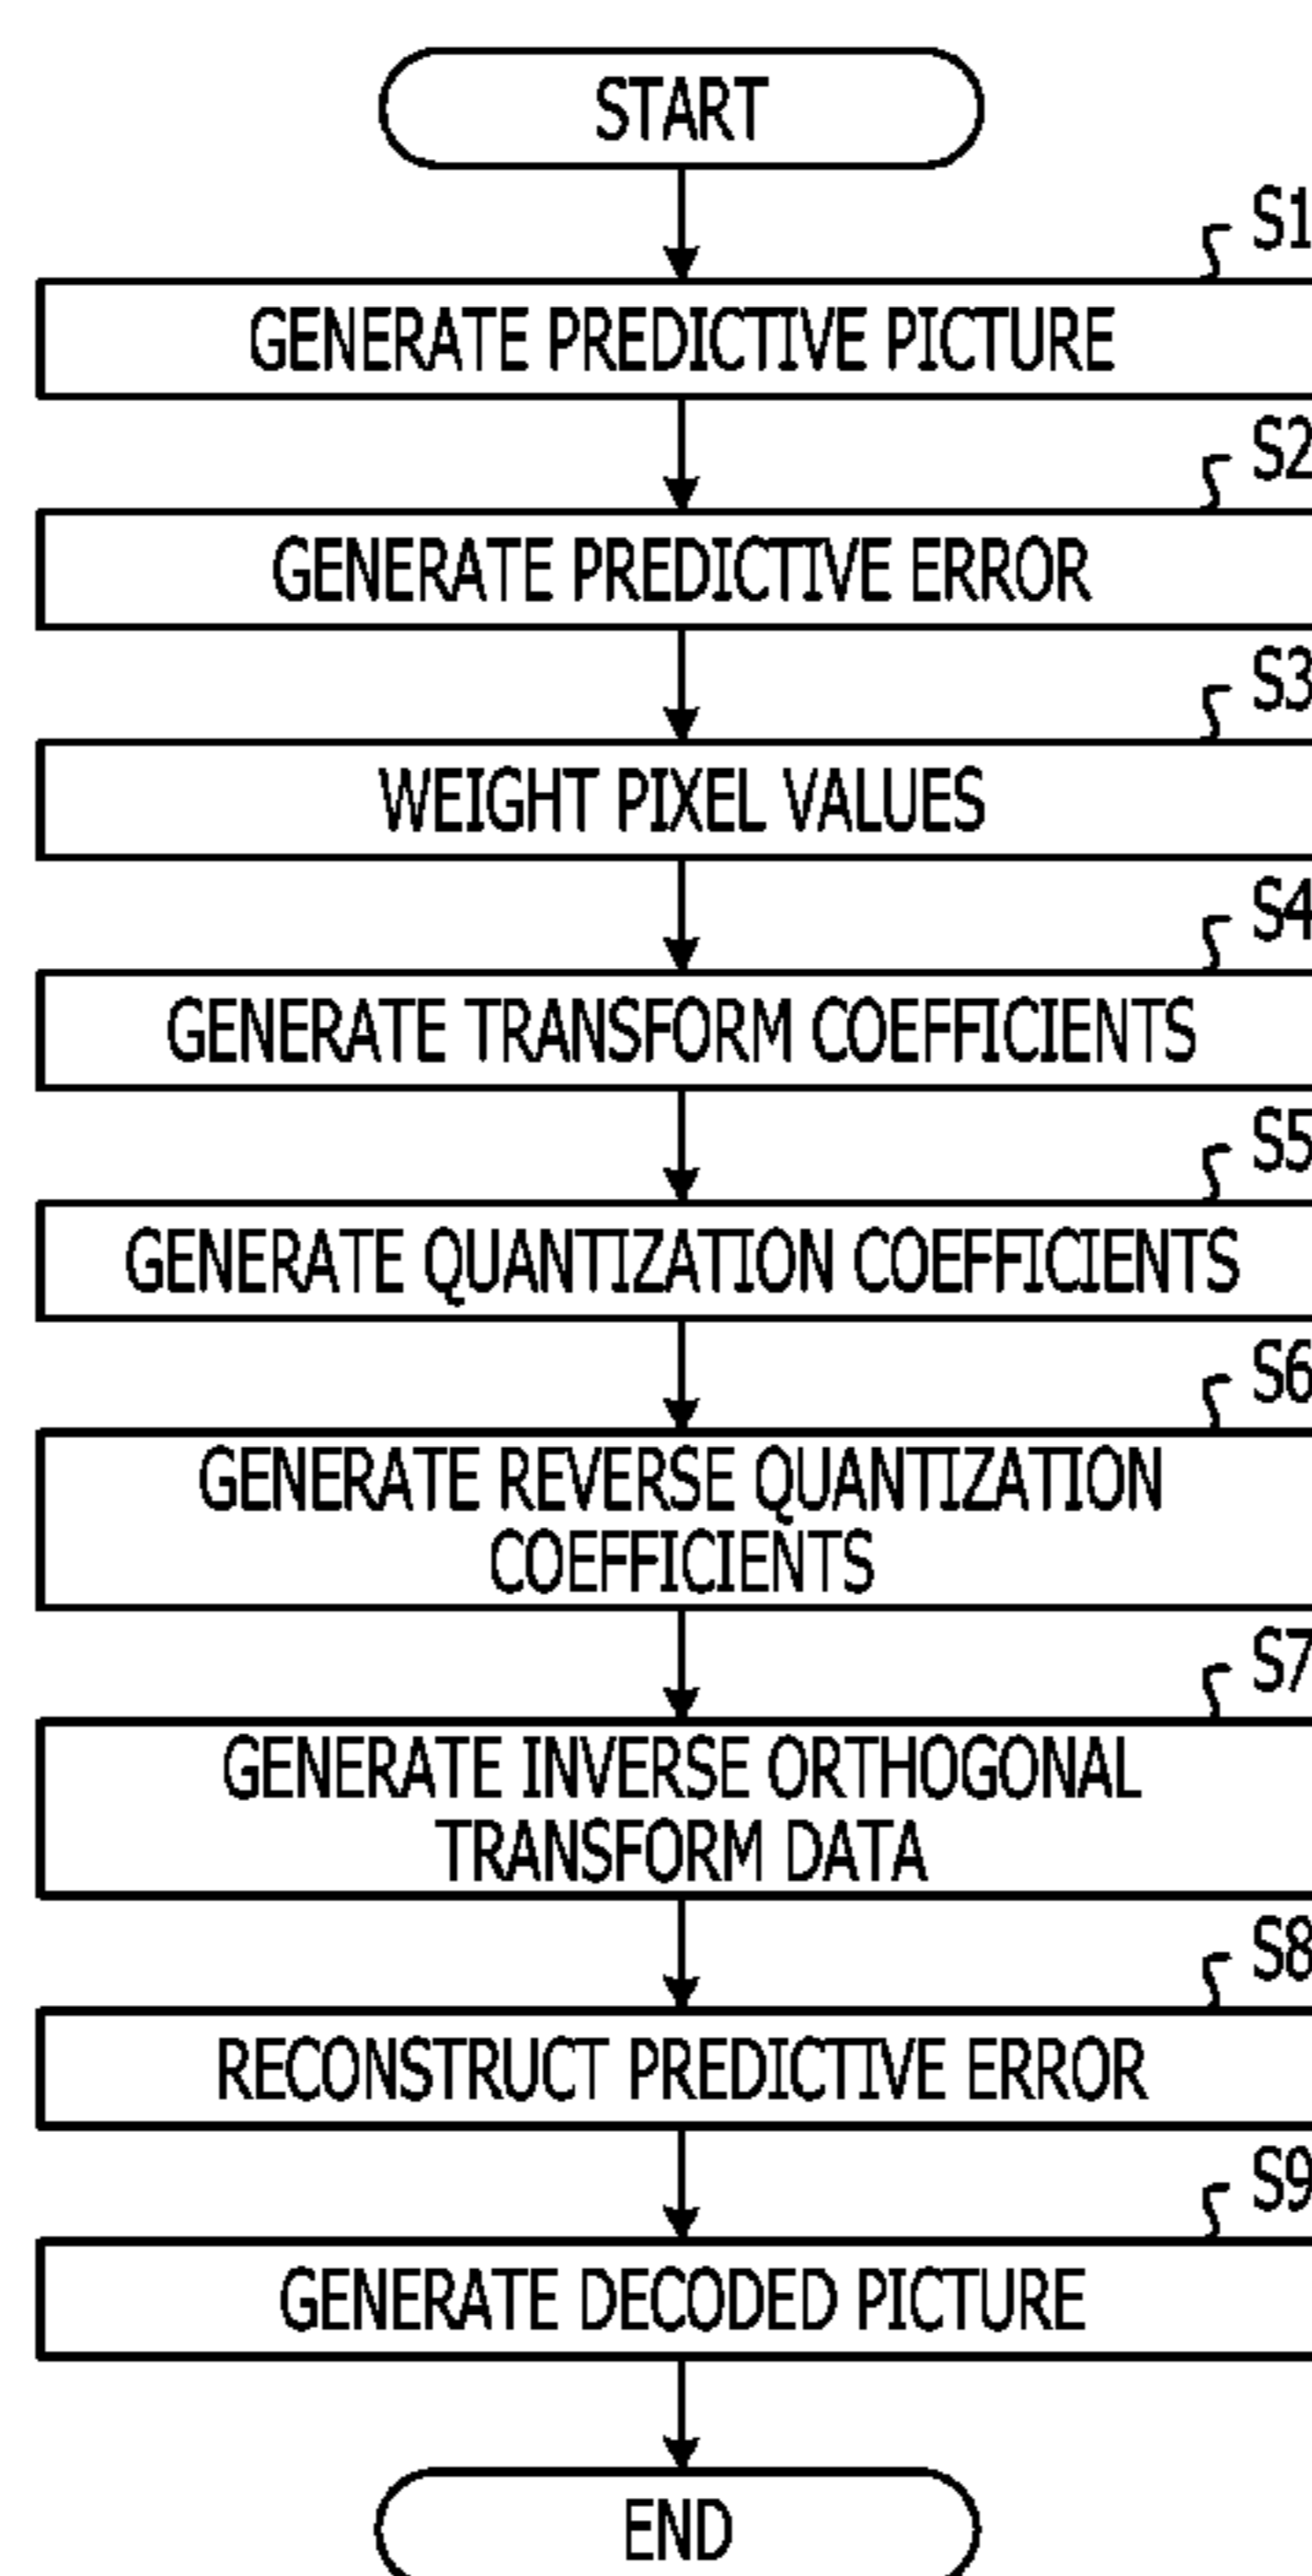 START
S1
GENERATE PREDICTIVE PICTURE
S2
GENERATE PREDICTIVE ERROR
S3
WEIGHT PIXEL VALUES
S4
GENERATE TRANSFORM COEFFICIENTS
S5
GENERATE QUANTIZATION COEFFICIENTS
S6
GENERATE REVERSE QUANTIZATION
COEFFICIENTS
S7
GENERATE INVERSE ORTHOGONAL
TRANSFORM DATA
S8
RECONSTRUCT PREDICTIVE ERROR
S9
GENERATE DECODED PICTURE
END